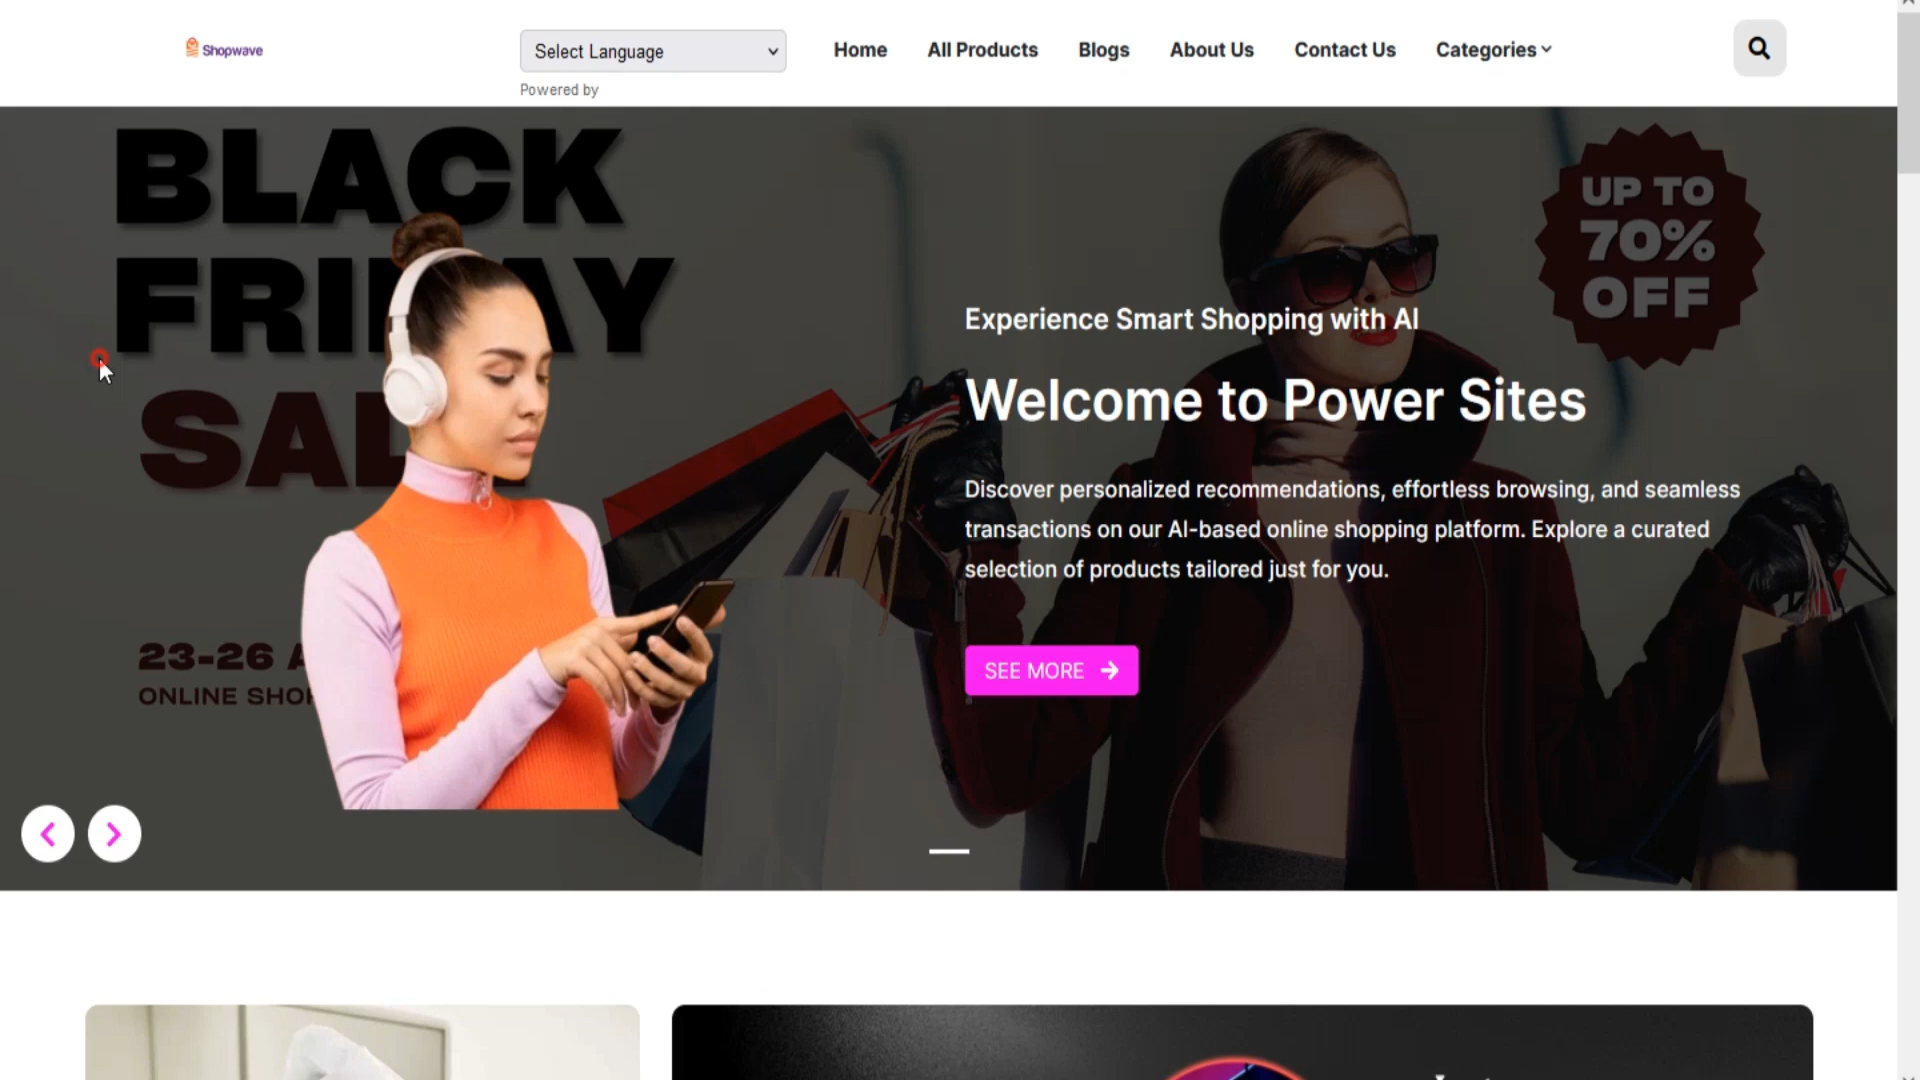 Shopwave
Select Language
Powered by
Home
All Products
Blogs
About Us
Contact Us
Categories
BLACK
SAL
23-26 A
ONLINE SHO
UP TO
70%
OFF
Experience Smart Shopping with AI
Welcome to Power Sites
Discover personalized recommendations, effortless browsing, and seamless
transactions on our AI-based online shopping platform. Explore a curated
selection of products tailored just for you.
SEE MORE